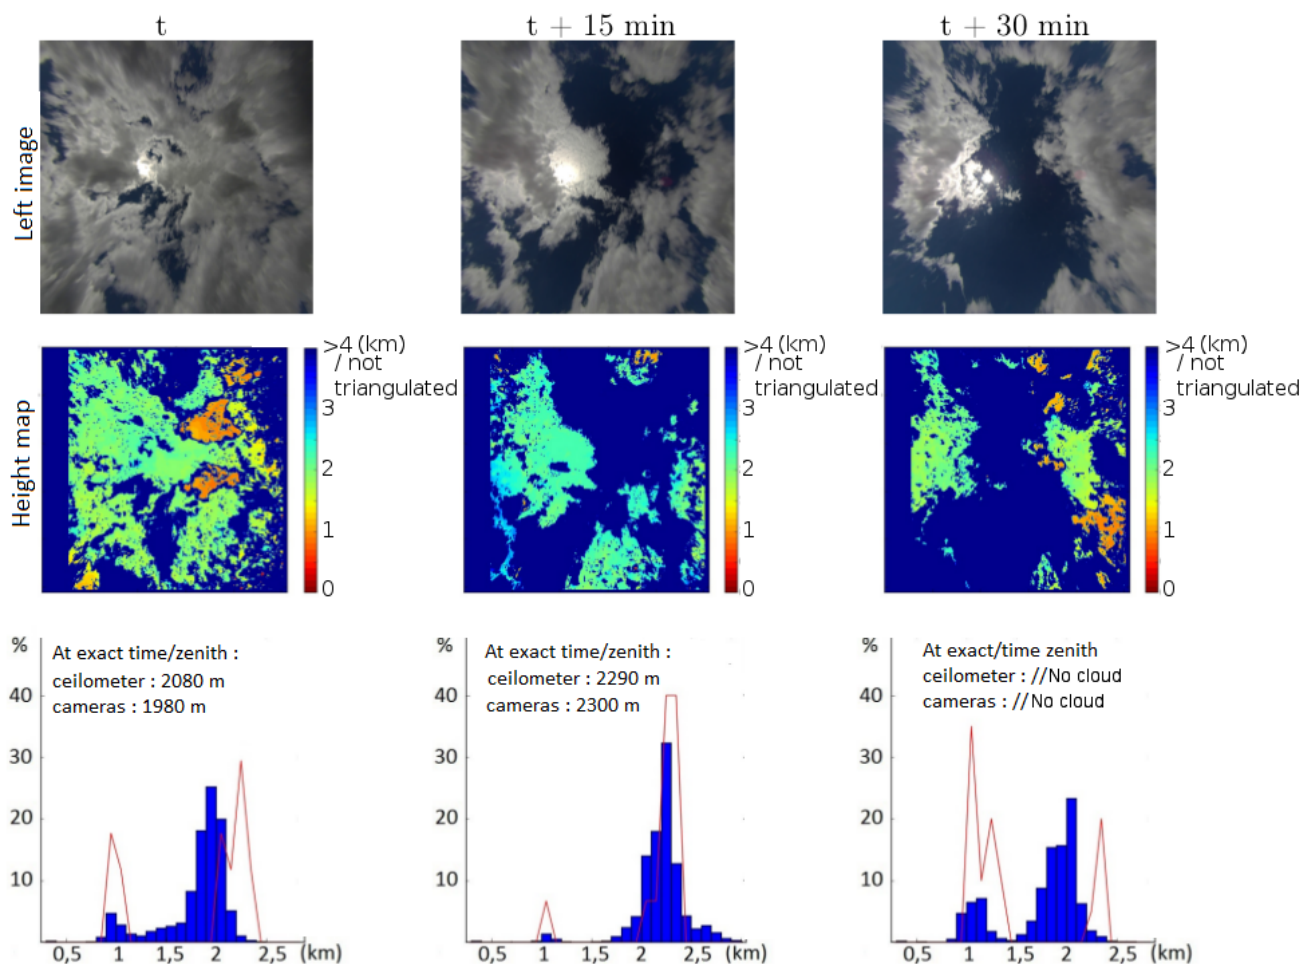 t
t + 15 min
t + 30 min
Left image
Height map
>4 (km)
/ not
triangulated
3
2
1
0
>4 (km)
/ not
triangulated
3
2
1
0
>4 (km)
/ not
triangulated
3
2
1
0
%
At exact time/zenith :
ceilometer : 2080 m
cameras : 1980 m
40
30
20
10
0,5 1 1,5 2 2,5 (km)
%
At exact time/zenith :
ceilometer : 2290 m
cameras : 2300 m
40
30
20
10
0,5 1 1,5 2 2,5 (km)
%
At exact/time zenith
ceilometer : //No cloud
cameras : //No cloud
40
30
20
10
0,5 1 1,5 2 2,5 (km)